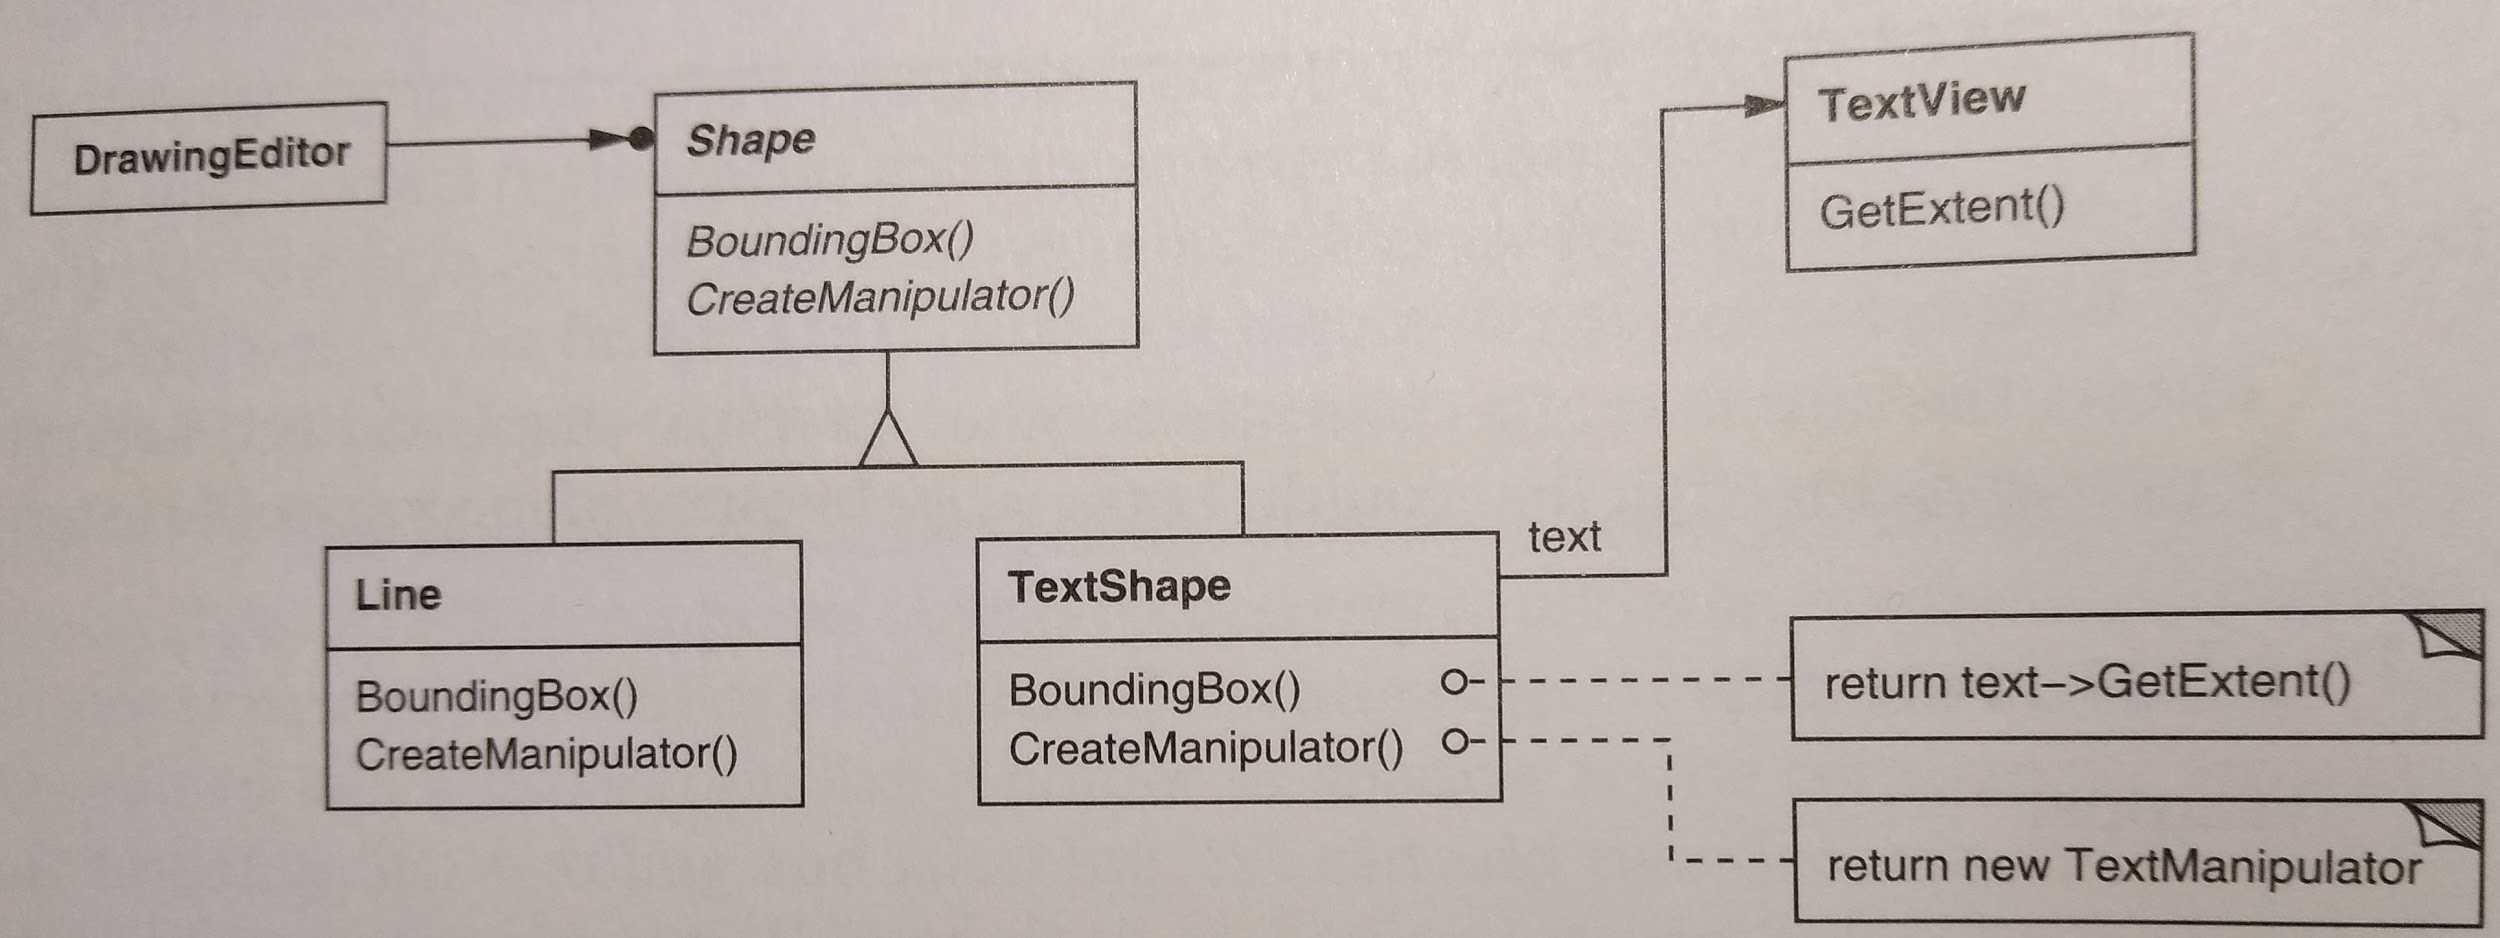 DrawingEditor
Shape
BoundingBox()
CreateManipulator()
TextView
GetExtent()
Line
BoundingBox()
CreateManipulator()
TextShape
BoundingBox()
CreateManipulator()
text
return text–>GetExtent()
return new TextManipulator